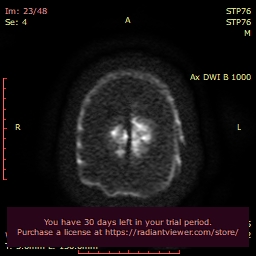 Im: 23/48 STP76
Se: 4 STP76
M
A
Ax DWI B 1000
R L
You have 30 days left in your trial period.
Purchase a license at https://radiantviewer.com/store/